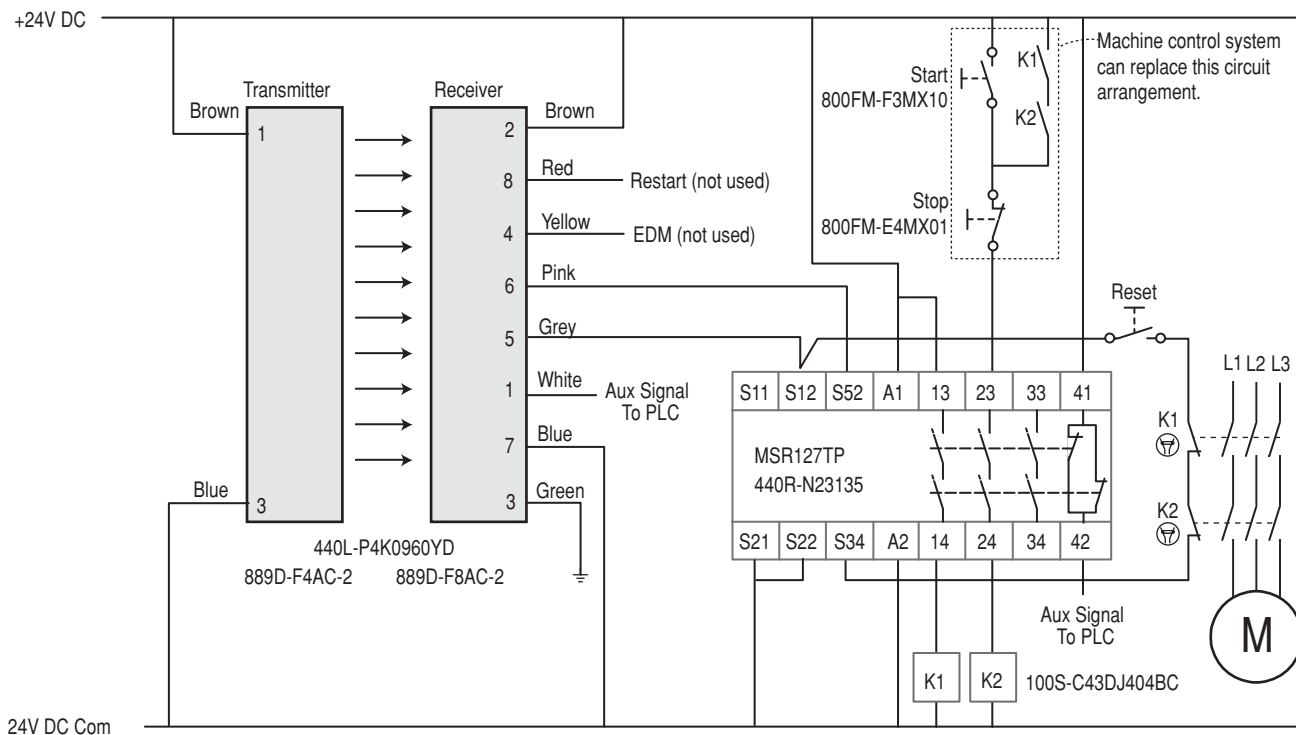 +24V DC
Transmitter
Receiver
Brown
1
2
Brown
8
Red
Restart (not used)
4
Yellow
EDM (not used)
6
Pink
5
Grey
1
White
Aux Signal
To PLC
7
Blue
3
Green
Blue
3
440L-P4K0960YD
889D-F4AC-2
889D-F8AC-2
Start
800FM-F3MX10
K1
K2
Machine control system
can replace this circuit
arrangement.
Stop
800FM-E4MX01
Reset
S11 S12 S52 A1 13 23 33 41
MSR127TP
440R-N23135
S21 S22 S34 A2 14 24 34 42
L1 L2 L3
K1
K2
M
Aux Signal
To PLC
K1
K2
100S-C43DJ404BC
24V DC Com